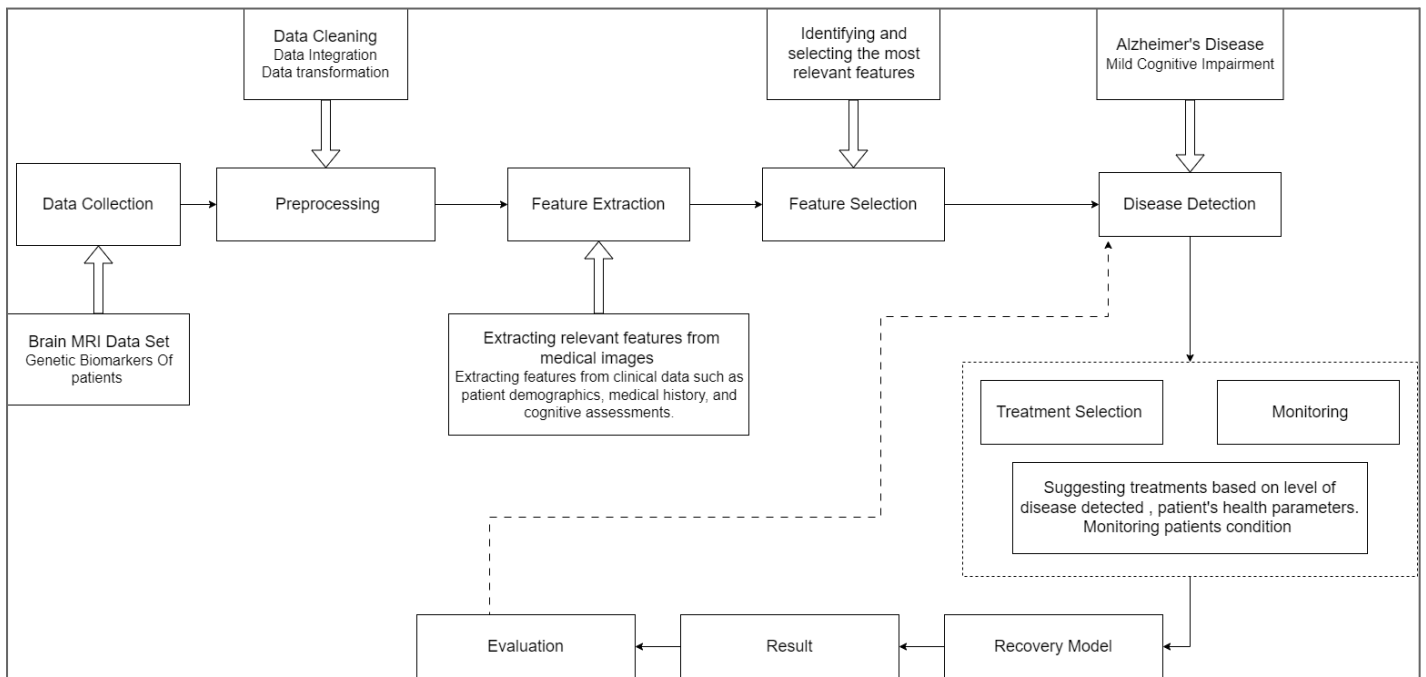 Data Cleaning
Data Integration
Data transformation
Identifying and
selecting the most
relevant features
Alzheimer's Disease
Mild Cognitive Impairment
Data Collection
Preprocessing
Feature Extraction
Feature Selection
Disease Detection
Brain MRI Data Set
Genetic Biomarkers Of
patients
Extracting relevant features from
medical images
Extracting features from clinical data such as
patient demographics, medical history, and
cognitive assessments.
Treatment Selection
Monitoring
Suggesting treatments based on level of
disease detected , patient's health parameters.
Monitoring patients condition
Evaluation
Result
Recovery Model